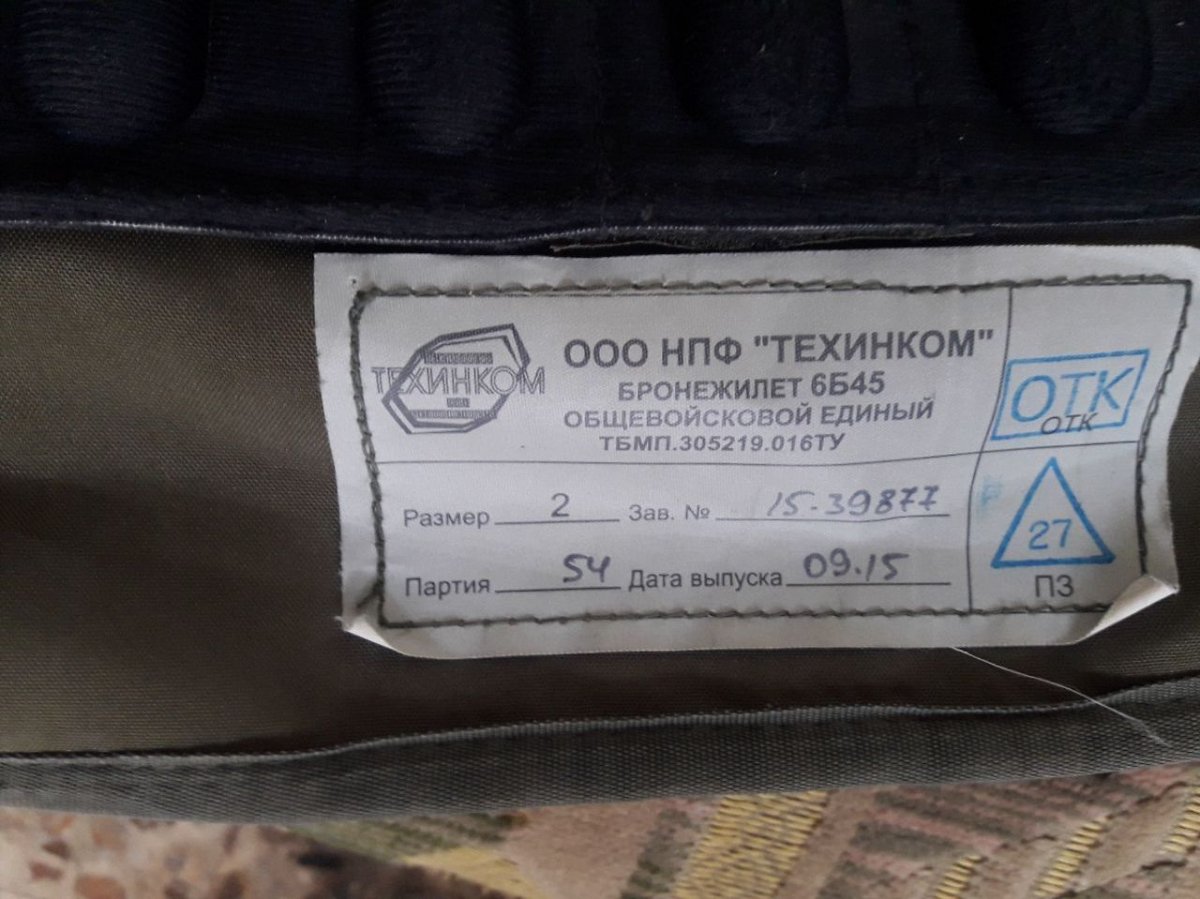 ТЕХИНКОМ
ООО НПФ "ТЕХИНКОМ"
БРОНЕЖИЛЕТ 6Б45
ОБЩЕВОЙСКОВОЙ ЕДИНЫЙ
ТБМП.305219.016ТУ
ОТК
ОТК
Размер 2 Зав. № 15-39877
Партия 54 Дата выпуска 09.15
27
ПЗ